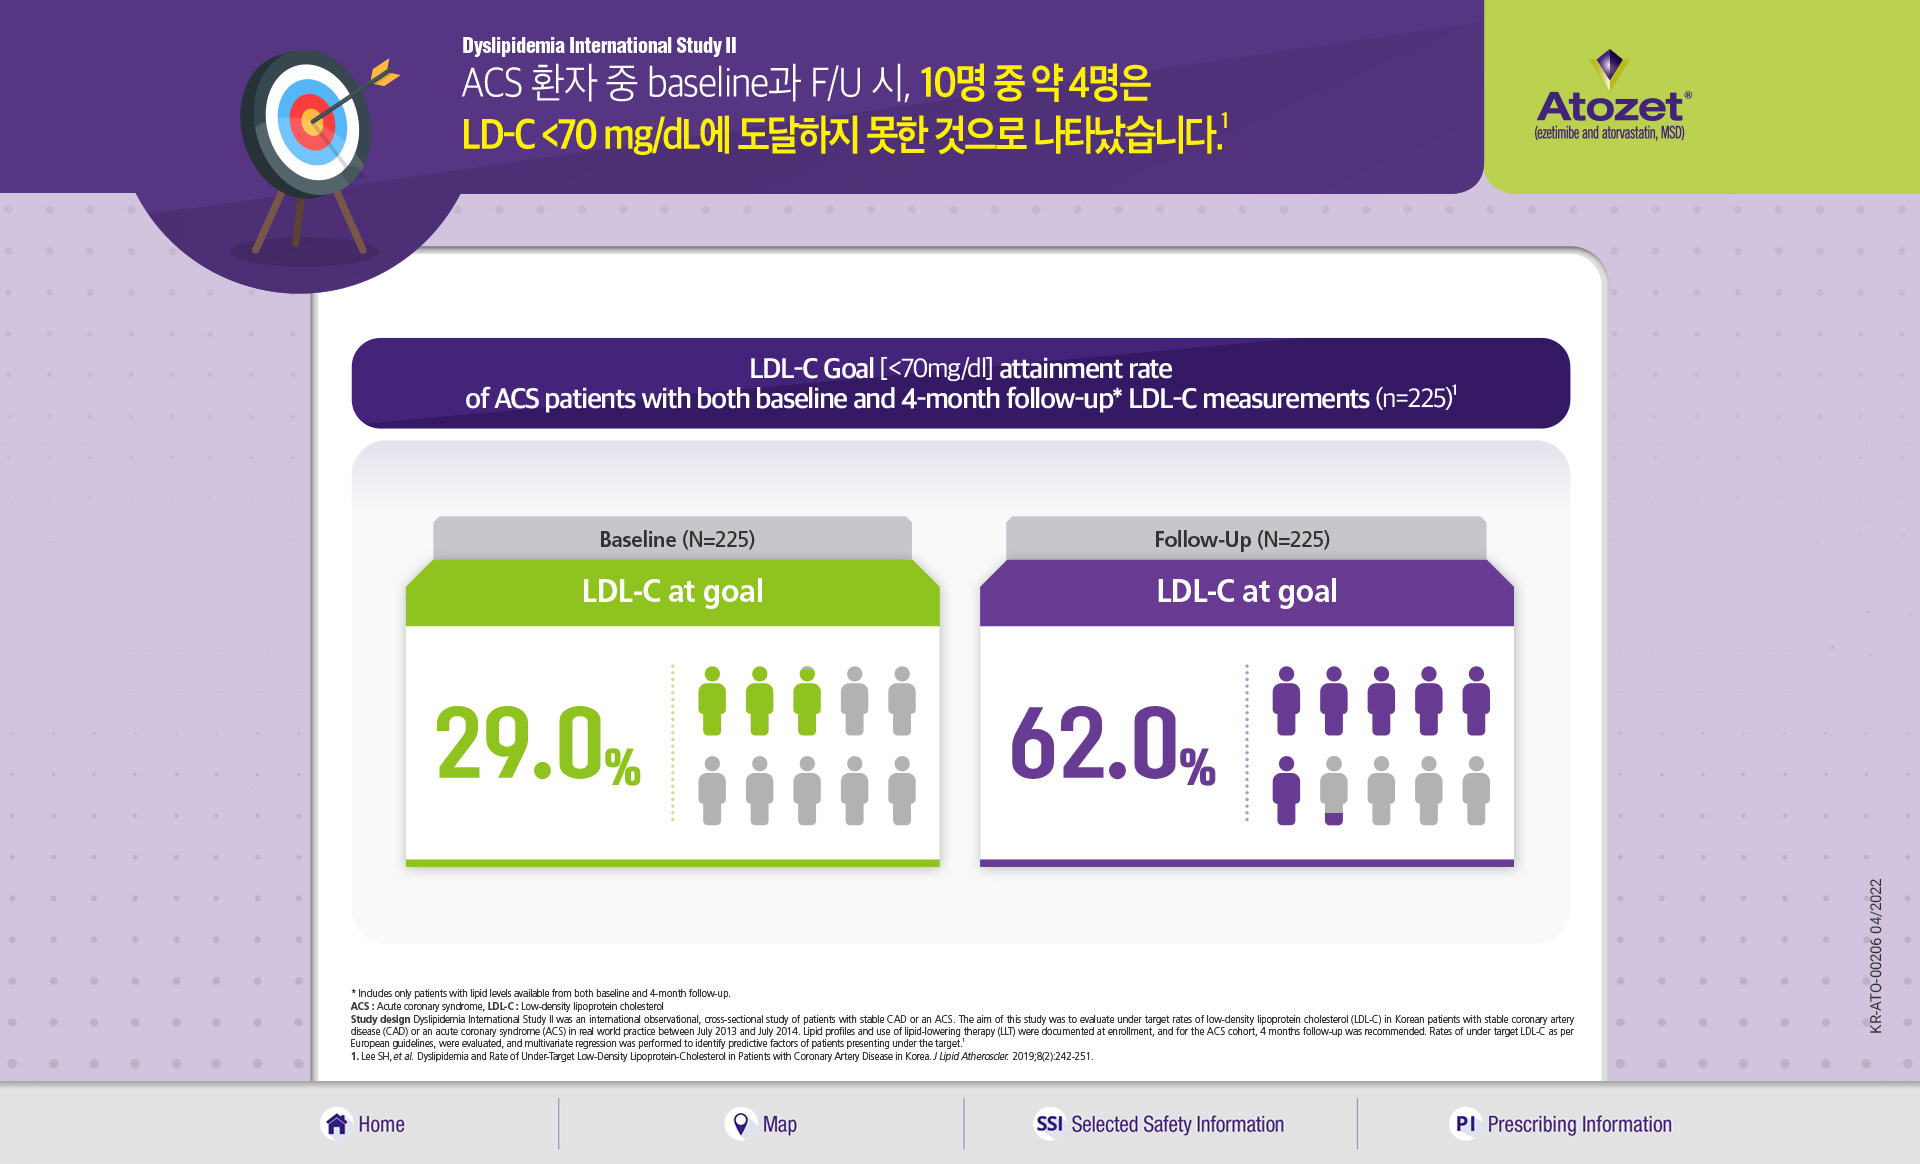 Dyslipidemia International Study II
ACS 환자 중 baseline과 F/U 시, 10명 중 약 4명은
LD-C <70 mg/dL에 도달하지 못한 것으로 나타났습니다.1
Atozet®
(ezetimibe and atorvastatin, MSD)
LDL-C Goal [<70mg/dl] attainment rate
of ACS patients with both baseline and 4-month follow-up* LDL-C measurements (n=225)1
Baseline (N=225)
LDL-C at goal
29.0%
Follow-Up (N=225)
LDL-C at goal
62.0%
* Includes only patients with lipid levels available from both baseline and 4-month follow-up.
ACS : Acute coronary syndrome, LDL-C : Low-density lipoprotein cholesterol
Study design Dyslipidemia International Study II was an international observational, cross-sectional study of patients with stable CAD or an ACS. The aim of this study was to evaluate under target rates of low-density lipoprotein cholesterol (LDL-C) in Korean patients with stable coronary artery
disease (CAD) or an acute coronary syndrome (ACS) in real world practice between July 2013 and July 2014. Lipid profiles and use of lipid-lowering therapy (LLT) were documented at enrollment, and for the ACS cohort, 4 months follow-up was recommended. Rates of under target LDL-C as per
European guidelines, were evaluated, and multivariate regression was performed to identify predictive factors of patients presenting under the target.1
1. Lee SH, et al. Dyslipidemia and Rate of Under-Target Low-Density Lipoprotein-Cholesterol in Patients with Coronary Artery Disease in Korea. J Lipid Atheroscler. 2019;8(2):242-251.
KR-ATO-00206 04/2022
Home
Map
SSI Selected Safety Information
PI Prescribing Information